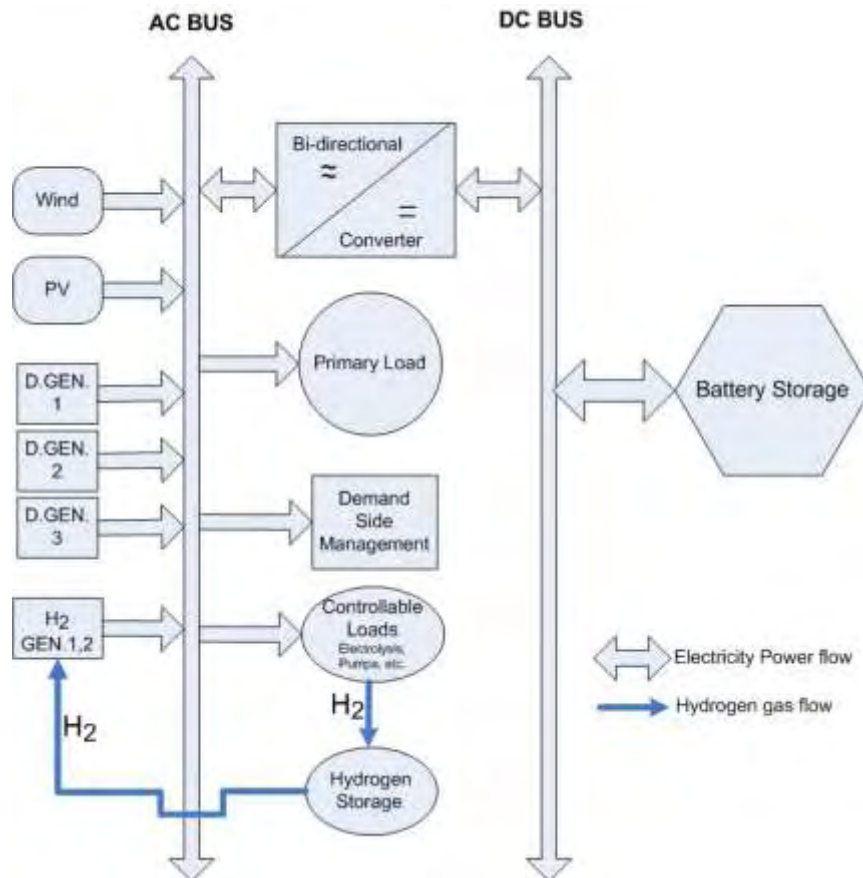 AC BUS
DC BUS
Bi-directional
≈
=
Converter
Wind
PV
Primary Load
D.GEN.
1
D.GEN.
2
D.GEN.
3
Battery Storage
Demand
Side
Management
H2
GEN.1,2
Controllable
Loads
Electrolysis,
Pumps, etc.
Electricity Power flow
H2
H2
Hydrogen gas flow
Hydrogen
Storage